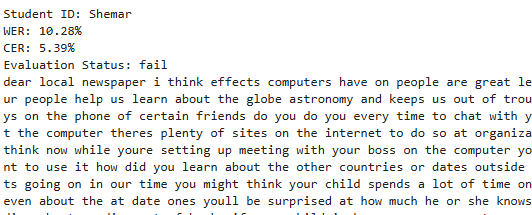 Student ID: Shemar
WER: 10.28%
CER: 5.39%
Evaluation Status: fail
dear local newspaper i think effects computers have on people are great le
ur people help us learn about the globe astronomy and keeps us out of trou
ys on the phone of certain friends do you do you every time to chat with y
t the computer theres plenty of sites on the internet to do so at organiza
think now while youre setting up meeting with your boss on the computer yo
nt to use it how did you learn about the other countries or dates outside
ts going on in our time you might think your child spends a lot of time on
even about the at date ones youll be surprised at how much he or she knows